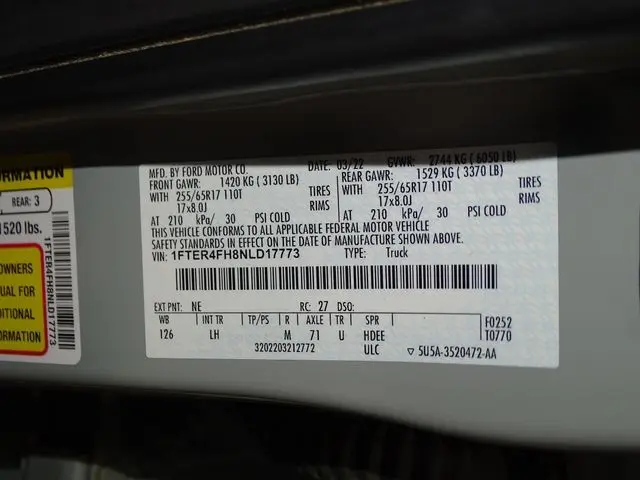 ORMATION
REAR: 3
1520 lbs.
OWNERS
UAL FOR
DITIONAL
ORMATION
1FTER4FH8NLD17773
MFD. BY FORD MOTOR CO. DATE: 03/22 GVWR: 2744 KG ( 6050 LB)
FRONT GAWR: 1420 KG ( 3130 LB) REAR GAWR: 1529 KG ( 3370 LB)
WITH 255/65R17 110T TIRES WITH 255/65R17 110T TIRES
17x8.0J RIMS 17x8.0J RIMS
AT 210 kPa/ 30 PSI COLD AT 210 kPa/ 30 PSI COLD
THIS VEHICLE CONFORMS TO ALL APPLICABLE FEDERAL MOTOR VEHICLE
SAFETY STANDARDS IN EFFECT ON THE DATE OF MANUFACTURE SHOWN ABOVE.
VIN: 1FTER4FH8NLD17773 TYPE: Truck
EXT PNT: NE RC: 27 DSO:
WB INT TR TP/PS R AXLE TR SPR F0252
126 LH M 71 U HDEE T0770
3202203212772 ULC ▽ 5U5A-3520472-AA